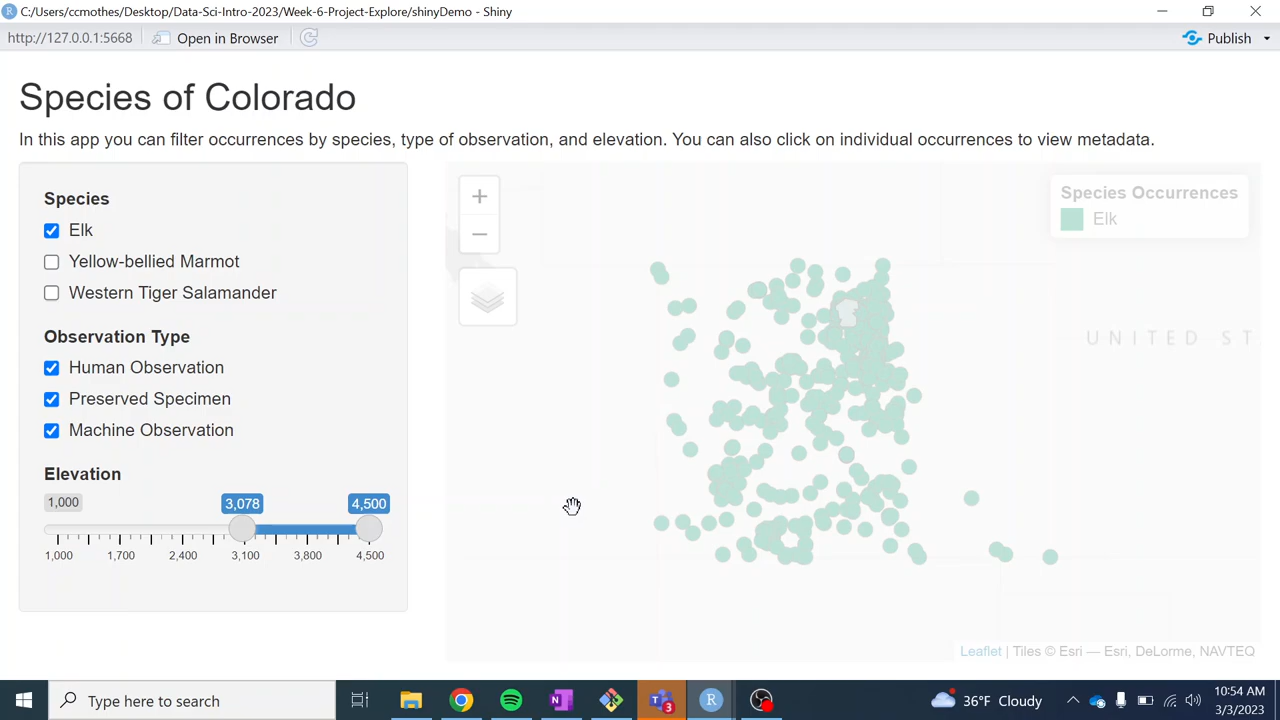 C:/Users/ccmothes/Desktop/Data-Sci-Intro-2023/Week-6-Project-Explore/shinyDemo - Shiny
http://127.0.0.1:5668
Open in Browser
Publish
Species of Colorado
In this app you can filter occurrences by species, type of observation, and elevation. You can also click on individual occurrences to view metadata.
Species
Elk
Yellow-bellied Marmot
Western Tiger Salamander
Observation Type
Human Observation
Preserved Specimen
Machine Observation
Elevation
1,000 3,078 4,500
1,000 1,700 2,400 3,100 3,800 4,500
+
−
Species Occurrences
Elk
UNITED ST
Leaflet | Tiles © Esri — Esri, DeLorme, NAVTEQ
Type here to search
3
36°F Cloudy
10:54 AM
3/3/2023